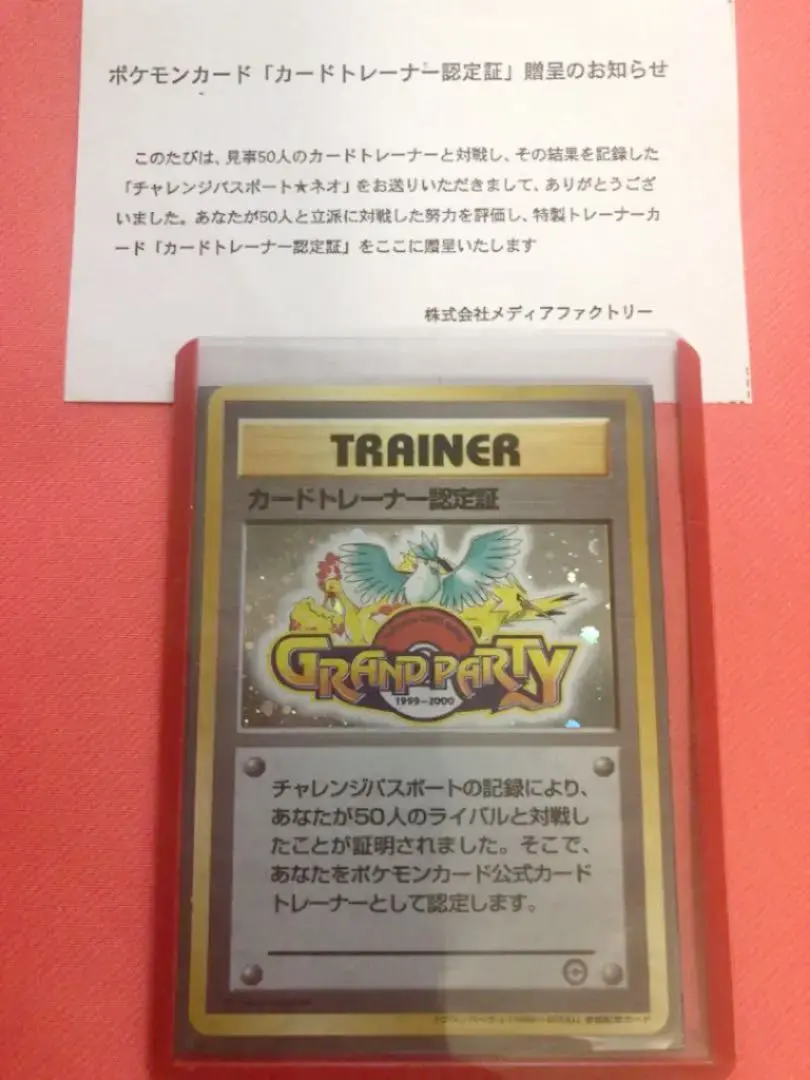 ポケモンカード「カードトレーナー認定証」贈呈のお知らせ
このたびは、見事50人のカードトレーナーと対戦し、その結果を記録した
「チャレンジパスポート★ネオ」をお送りいただきまして、ありがとうござ
いました。あなたが50人と立派に対戦した努力を評価し、特製トレーナーカ
ード「カードトレーナー認定証」をここに贈呈いたします
株式会社メディアファクトリー
TRAINER
カードトレーナー認定証
GRAND PARTY
1999-2000
チャレンジパスポートの記録により、
あなたが50人のライバルと対戦し
たことが証明されました。そこで、
あなたをポケモンカード公式カード
トレーナーとして認定します。